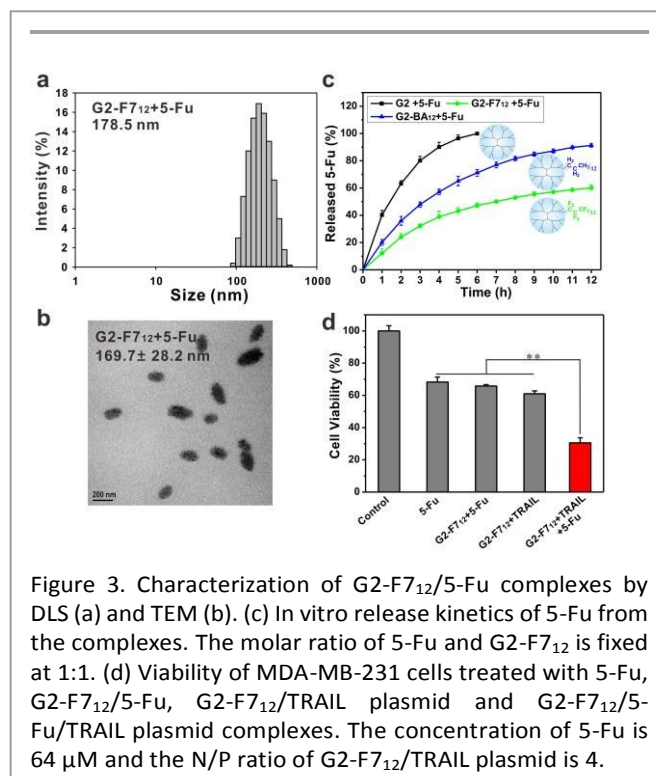 a
G2-F7₁₂+5-Fu
178.5 nm
Intensity (%)
18
16
14
12
10
8
6
4
2
0
1 10 100 1000
Size (nm)
b
G2-F7₁₂+5-Fu
169.7± 28.2 nm
200 nm
c
G2 +5-Fu G2-F7₁₂ +5-Fu
G2-BA₁₂+5-Fu
Released 5-Fu (%)
120
100
80
60
40
20
0
0 1 2 3 4 5 6 7 8 9 10 11 12
Time (h)
d
**
Cell Viability (%)
100
80
60
40
20
0
Control
5-Fu
G2-F7₁₂+5-Fu
G2-F7₁₂+TRAIL
G2-F7₁₂+TRAIL
+5-Fu
Figure 3. Characterization of G2-F7₁₂/5-Fu complexes by
DLS (a) and TEM (b). (c) In vitro release kinetics of 5-Fu from
the complexes. The molar ratio of 5-Fu and G2-F7₁₂ is fixed
at 1:1. (d) Viability of MDA-MB-231 cells treated with 5-Fu,
G2-F7₁₂/5-Fu, G2-F7₁₂/TRAIL plasmid and G2-F7₁₂/5-
Fu/TRAIL plasmid complexes. The concentration of 5-Fu is
64 μM and the N/P ratio of G2-F7₁₂/TRAIL plasmid is 4.